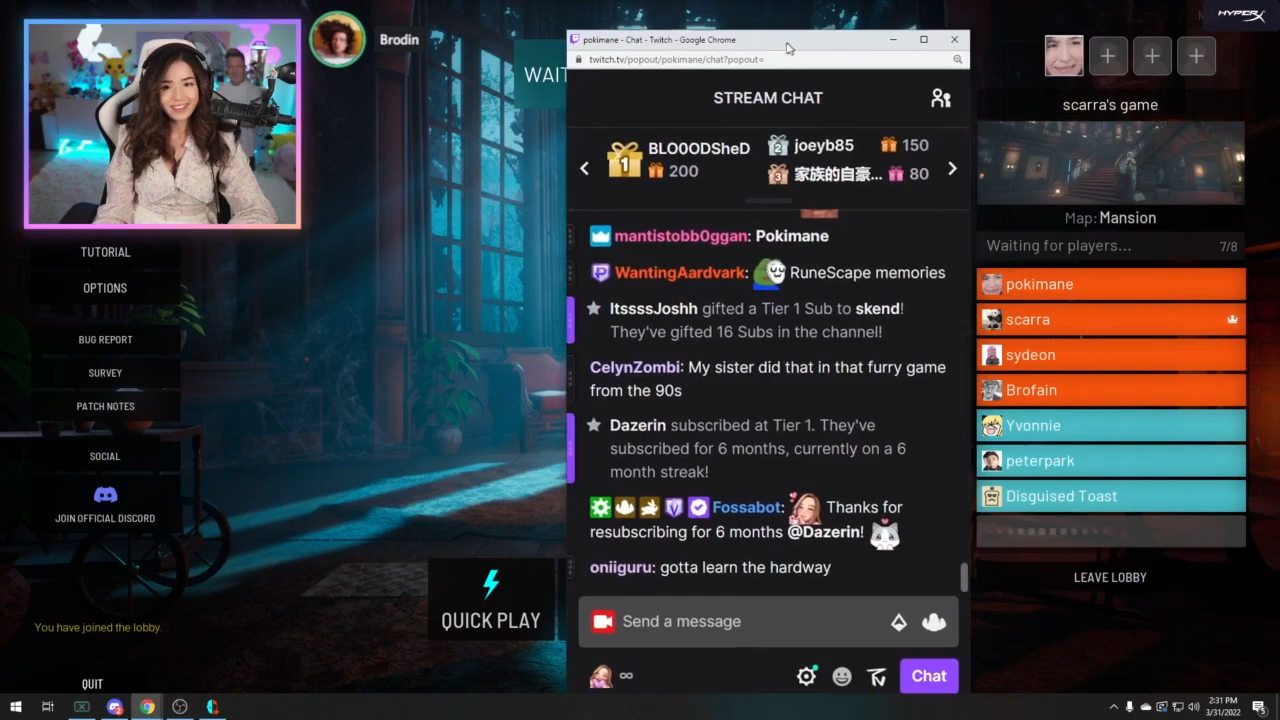 HYPERX
Brodin
WAIT
TUTORIAL
OPTIONS
BUG REPORT
SURVEY
PATCH NOTES
SOCIAL
JOIN OFFICIAL DISCORD
You have joined the lobby.
QUIT
QUICK PLAY
pokimane - Chat - Twitch - Google Chrome
twitch.tv/popout/pokimane/chat?popout=
STREAM CHAT
1
BLO0ODSHeD
200
2
joeyb85
150
3
家族的自豪...
80
mantistobb0ggan: Pokimane
WantingAardvark: RuneScape memories
ItssssJoshh gifted a Tier 1 Sub to skend!
They've gifted 16 Subs in the channel!
CelynZombi: My sister did that in that furry game
from the 90s
Dazerin subscribed at Tier 1. They've
subscribed for 6 months, currently on a 6
month streak!
Fossabot: Thanks for
resubscribing for 6 months @Dazerin!
oniiguru: gotta learn the hardway
Send a message
∞
Chat
scarra's game
Map: Mansion
Waiting for players...
7/8
pokimane
scarra
sydeon
Brofain
Yvonnie
peterpark
Disguised Toast
LEAVE LOBBY
2:31 PM
3/31/2022
5